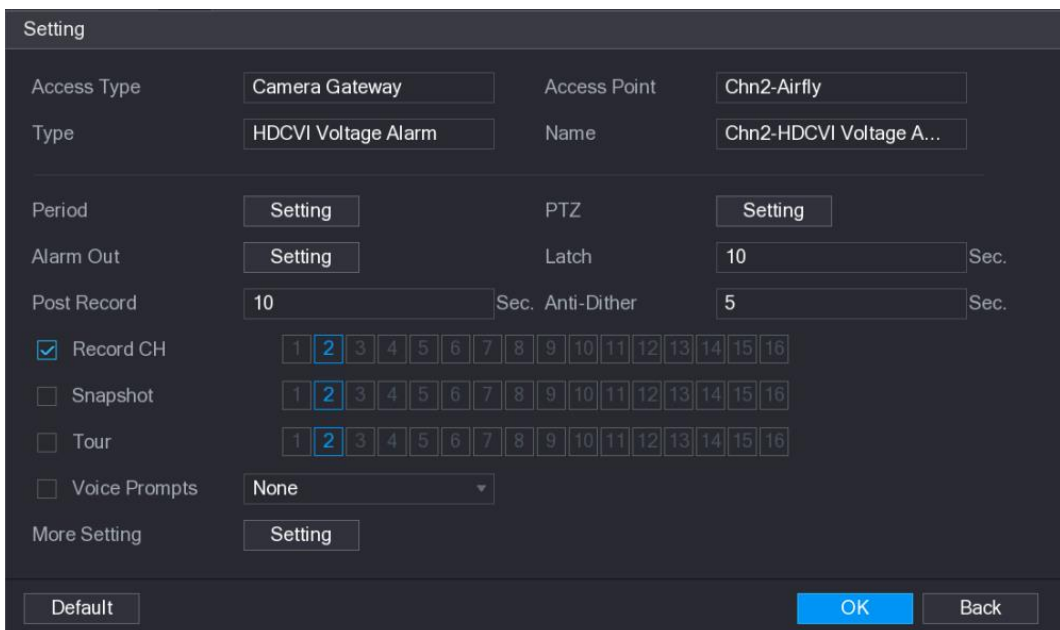 Setting
Access Type Camera Gateway Access Point Chn2-Airfly
Type HDCVI Voltage Alarm Name Chn2-HDCVI Voltage A...
Period Setting PTZ Setting
Alarm Out Setting Latch 10 Sec.
Post Record 10 Sec. Anti-Dither 5 Sec.
Record CH 1 2 3 4 5 6 7 8 9 10 11 12 13 14 15 16
Snapshot 1 2 3 4 5 6 7 8 9 10 11 12 13 14 15 16
Tour 1 2 3 4 5 6 7 8 9 10 11 12 13 14 15 16
Voice Prompts None
More Setting Setting
Default OK Back